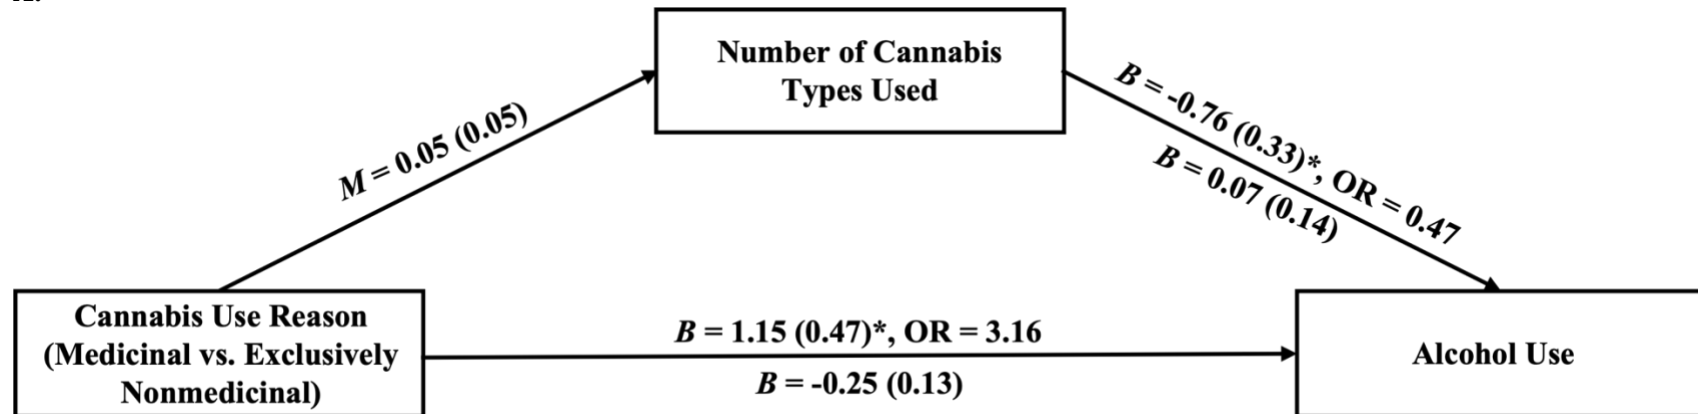 Number of Cannabis
Types Used
M = 0.05 (0.05)
B = -0.76 (0.33)*, OR = 0.47
B = 0.07 (0.14)
Cannabis Use Reason
(Medicinal vs. Exclusively
Nonmedicinal)
B = 1.15 (0.47)*, OR = 3.16
B = -0.25 (0.13)
Alcohol Use